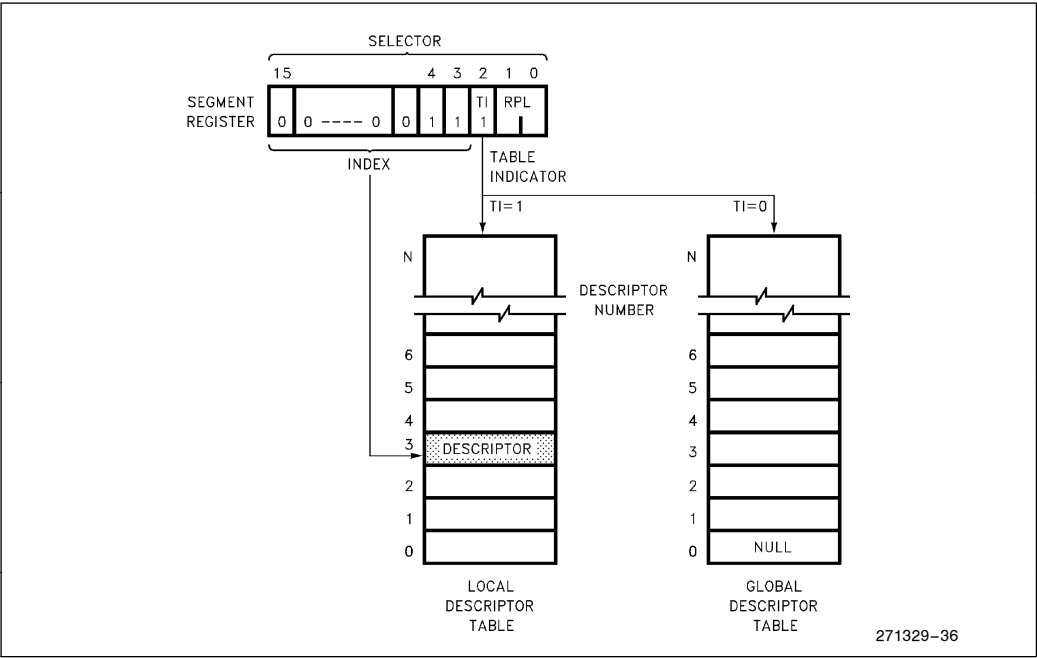 SELECTOR
15 4 3 2 1 0
SEGMENT REGISTER
TI RPL
0 0 ---- 0 0 1 1 1
INDEX
TABLE INDICATOR
TI=1
TI=0
N
N
DESCRIPTOR NUMBER
6
6
5
5
4
4
3 DESCRIPTOR
3
2
2
1
1
0
0 NULL
LOCAL DESCRIPTOR TABLE
GLOBAL DESCRIPTOR TABLE
271329–36